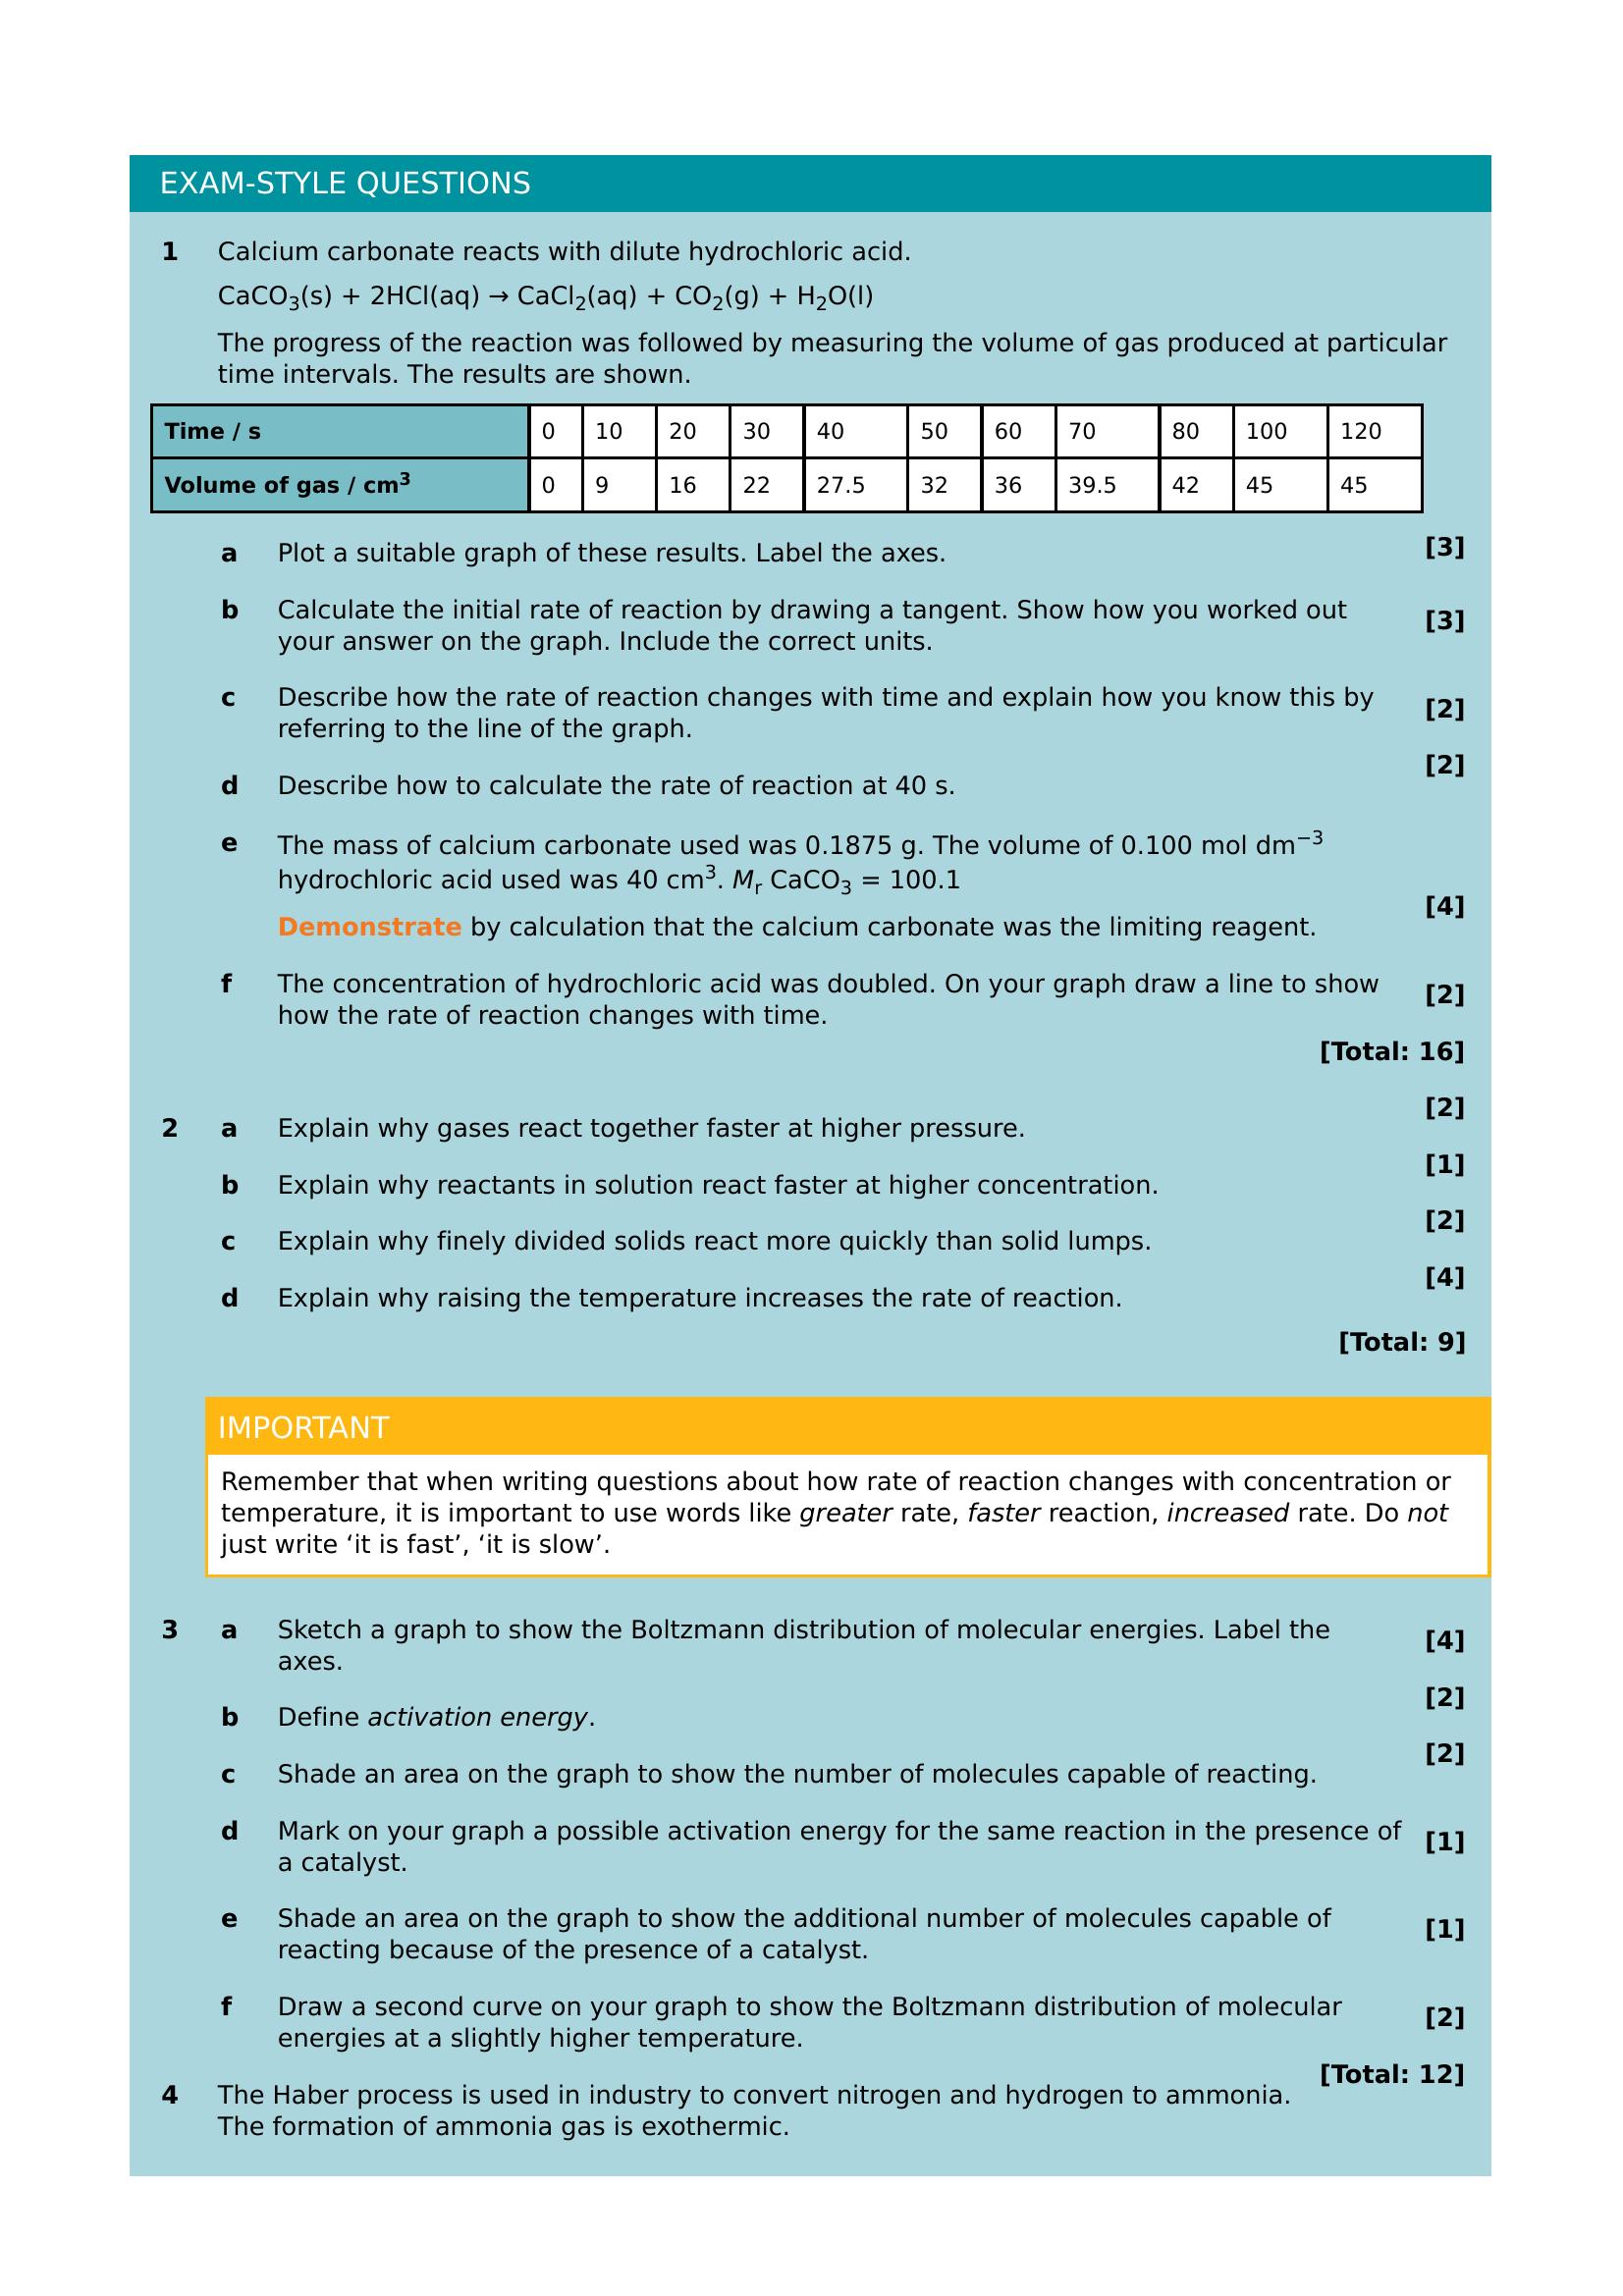 EXAM-STYLE QUESTIONS
1 Calcium carbonate reacts with dilute hydrochloric acid.
CaCO₃(s) + 2HCl(aq) → CaCl₂(aq) + CO₂(g) + H₂O(l)
The progress of the reaction was followed by measuring the volume of gas produced at particular
time intervals. The results are shown.
Time / s 0 10 20 30 40 50 60 70 80 100 120
Volume of gas / cm³ 0 9 16 22 27.5 32 36 39.5 42 45 45
a Plot a suitable graph of these results. Label the axes. [3]
b Calculate the initial rate of reaction by drawing a tangent. Show how you worked out
your answer on the graph. Include the correct units. [3]
c Describe how the rate of reaction changes with time and explain how you know this by
referring to the line of the graph. [2]
d Describe how to calculate the rate of reaction at 40 s. [2]
e The mass of calcium carbonate used was 0.1875 g. The volume of 0.100 mol dm⁻³
hydrochloric acid used was 40 cm³. Mᵣ CaCO₃ = 100.1
Demonstrate by calculation that the calcium carbonate was the limiting reagent. [4]
f The concentration of hydrochloric acid was doubled. On your graph draw a line to show
how the rate of reaction changes with time. [2]
[Total: 16]
2 a Explain why gases react together faster at higher pressure. [2]
b Explain why reactants in solution react faster at higher concentration. [1]
c Explain why finely divided solids react more quickly than solid lumps. [2]
d Explain why raising the temperature increases the rate of reaction. [4]
[Total: 9]
IMPORTANT
Remember that when writing questions about how rate of reaction changes with concentration or
temperature, it is important to use words like greater rate, faster reaction, increased rate. Do not
just write ‘it is fast’, ‘it is slow’.
3 a Sketch a graph to show the Boltzmann distribution of molecular energies. Label the
axes. [4]
b Define activation energy. [2]
c Shade an area on the graph to show the number of molecules capable of reacting. [2]
d Mark on your graph a possible activation energy for the same reaction in the presence of
a catalyst. [1]
e Shade an area on the graph to show the additional number of molecules capable of
reacting because of the presence of a catalyst. [1]
f Draw a second curve on your graph to show the Boltzmann distribution of molecular
energies at a slightly higher temperature. [2]
[Total: 12]
4 The Haber process is used in industry to convert nitrogen and hydrogen to ammonia.
The formation of ammonia gas is exothermic.